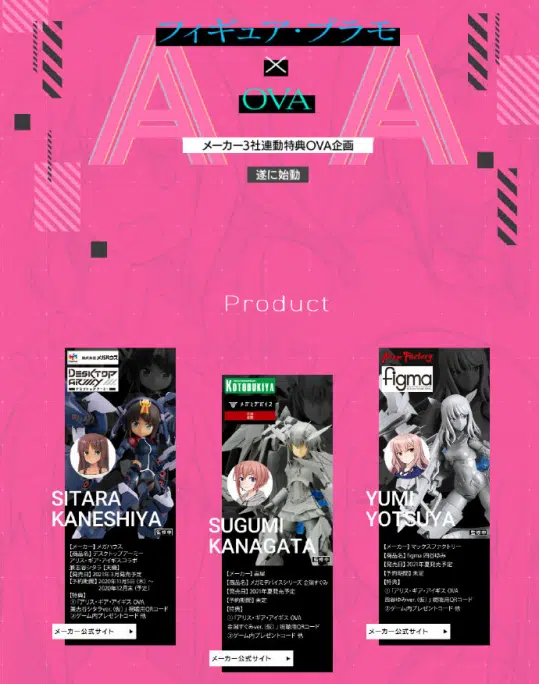 フィギュア・プラモ
×
OVA
A A
メーカー3社連動特典OVA企画
遂に始動
Product
株式会社メガハウス
DESKTOP
ARMY
SITARA
KANESHIYA
監修中
【メーカー】メガハウス
【商品名】デスクトップアーミー
アリス・ギア・アイギスコラボ
兼志谷シタラ【天機】
【発売日】2021年3月発売予定
【予約期間】2020年11月5日(木)～
2020年12月末(予定)
【特典】
①「アリス・ギア・アイギス OVA
兼志谷シタラver.(仮)」視聴用QRコード
②ゲーム内プレゼントコード 他
メーカー公式サイト ▶
KOTOBUKIYA
メガミデバイス
SUGUMI
KANAGATA
監修中
【メーカー】壽屋
【商品名】メガミデバイスシリーズ 金潟すぐみ
【発売日】2021年夏発売予定
【予約期間】未定
【特典】
①「アリス・ギア・アイギス OVA
金潟すぐみver.(仮)」視聴用QRコード
②ゲーム内プレゼントコード 他
メーカー公式サイト ▶
Max Factory
figma
YUMI
YOTSUYA
監修中
【メーカー】マックスファクトリー
【商品名】figma 四谷ゆみ
【発売日】2021年夏発売予定
【予約期間】未定
【特典】
①「アリス・ギア・アイギス OVA
四谷ゆみver.(仮)」視聴用QRコード
②ゲーム内プレゼントコード 他
メーカー公式サイト ▶